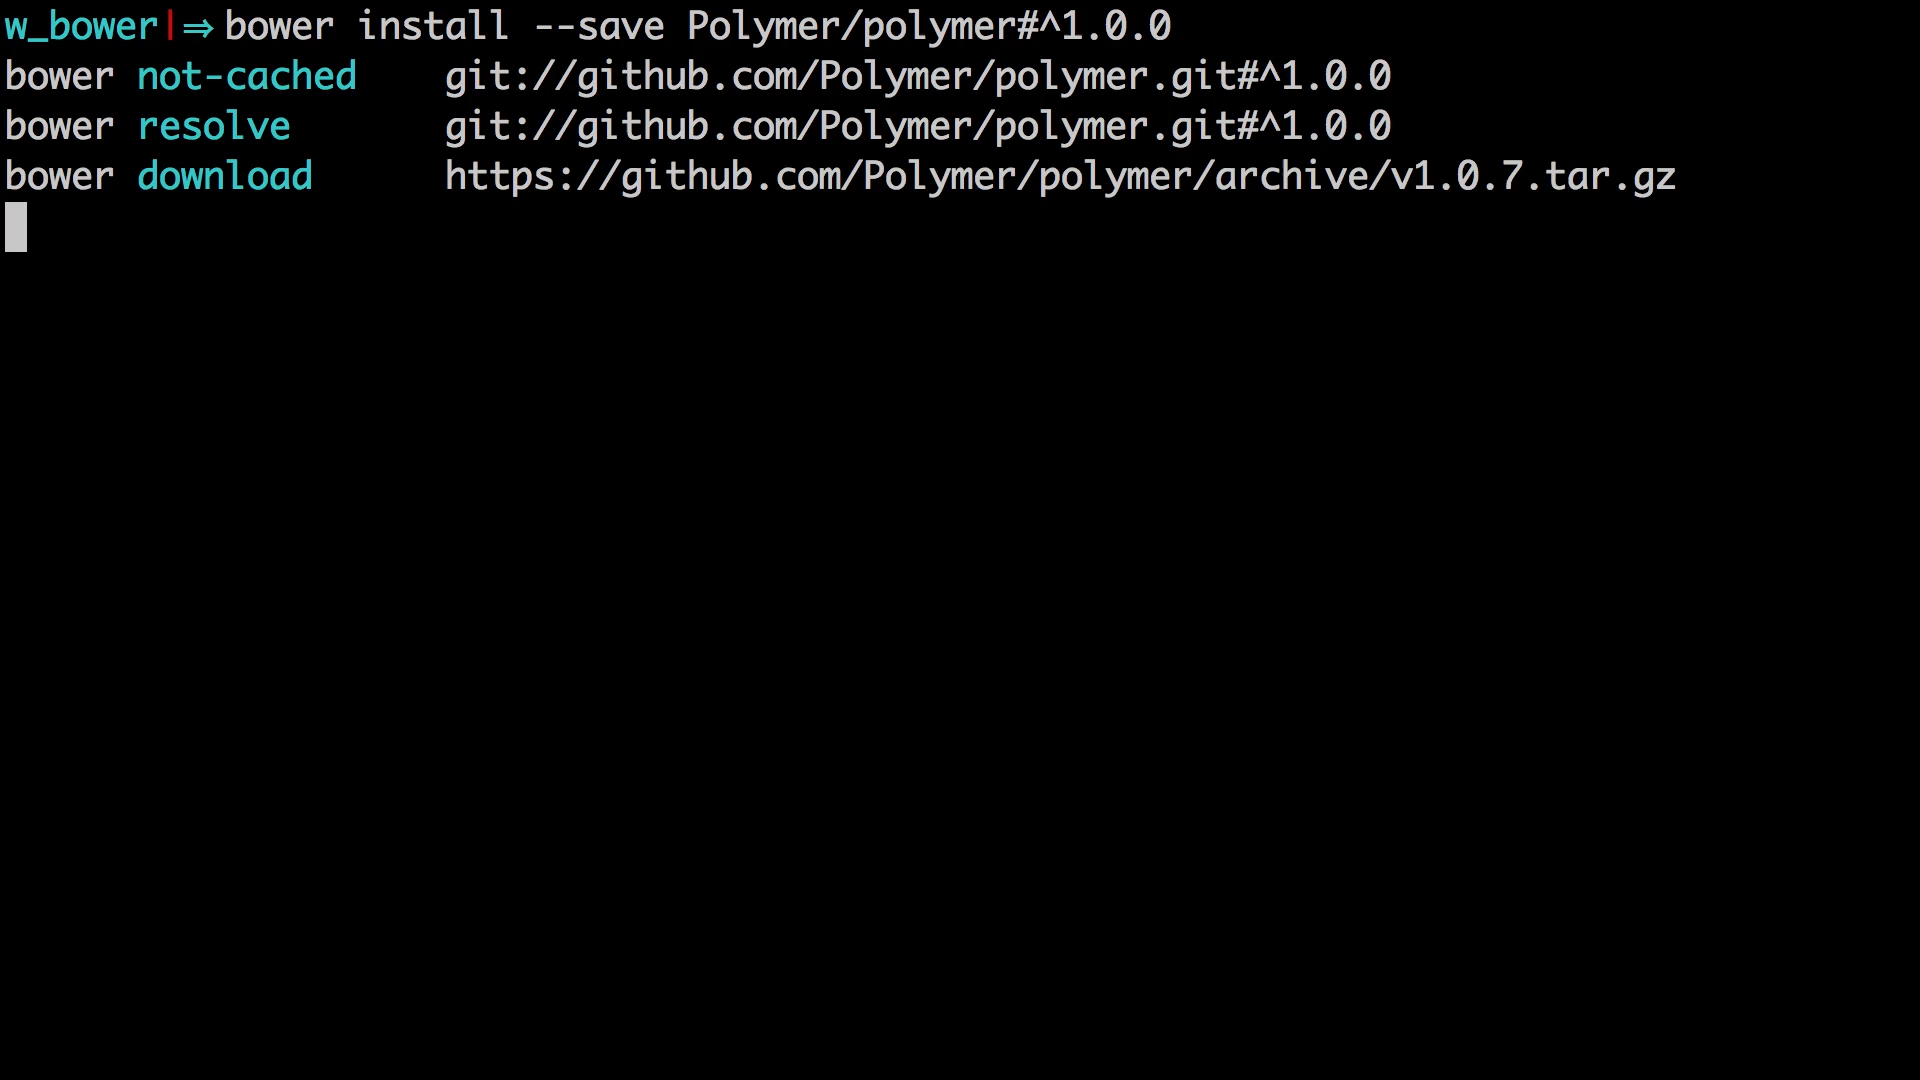 w_bower|⇒ bower install --save Polymer/polymer#^1.0.0
bower not-cached    git://github.com/Polymer/polymer.git#^1.0.0
bower resolve       git://github.com/Polymer/polymer.git#^1.0.0
bower download      https://github.com/Polymer/polymer/archive/v1.0.7.tar.gz